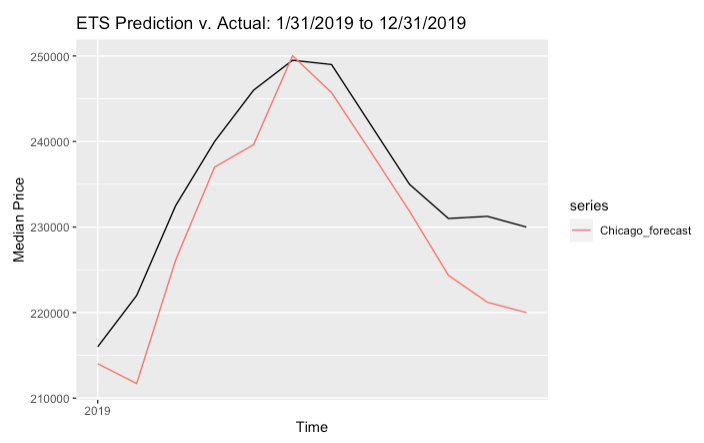 ETS Prediction v. Actual: 1/31/2019 to 12/31/2019
250000
240000
230000
220000
210000
Median Price
2019
Time
series
Chicago_forecast